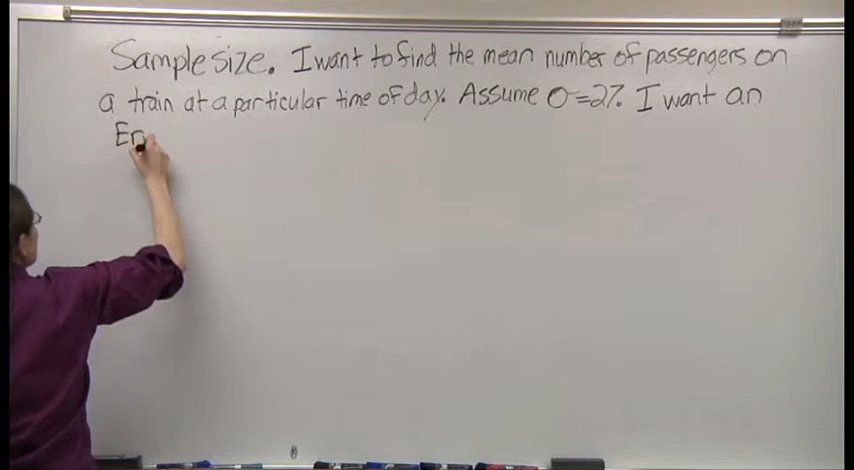 Sample size. I want to find the mean number of passengers on
a train at a particular time of day. Assume σ=27. I want an